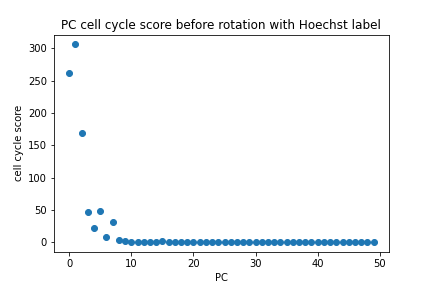 PC cell cycle score before rotation with Hoechst label
300
250
200
150
100
50
0
cell cycle score
0 10 20 30 40 50
PC